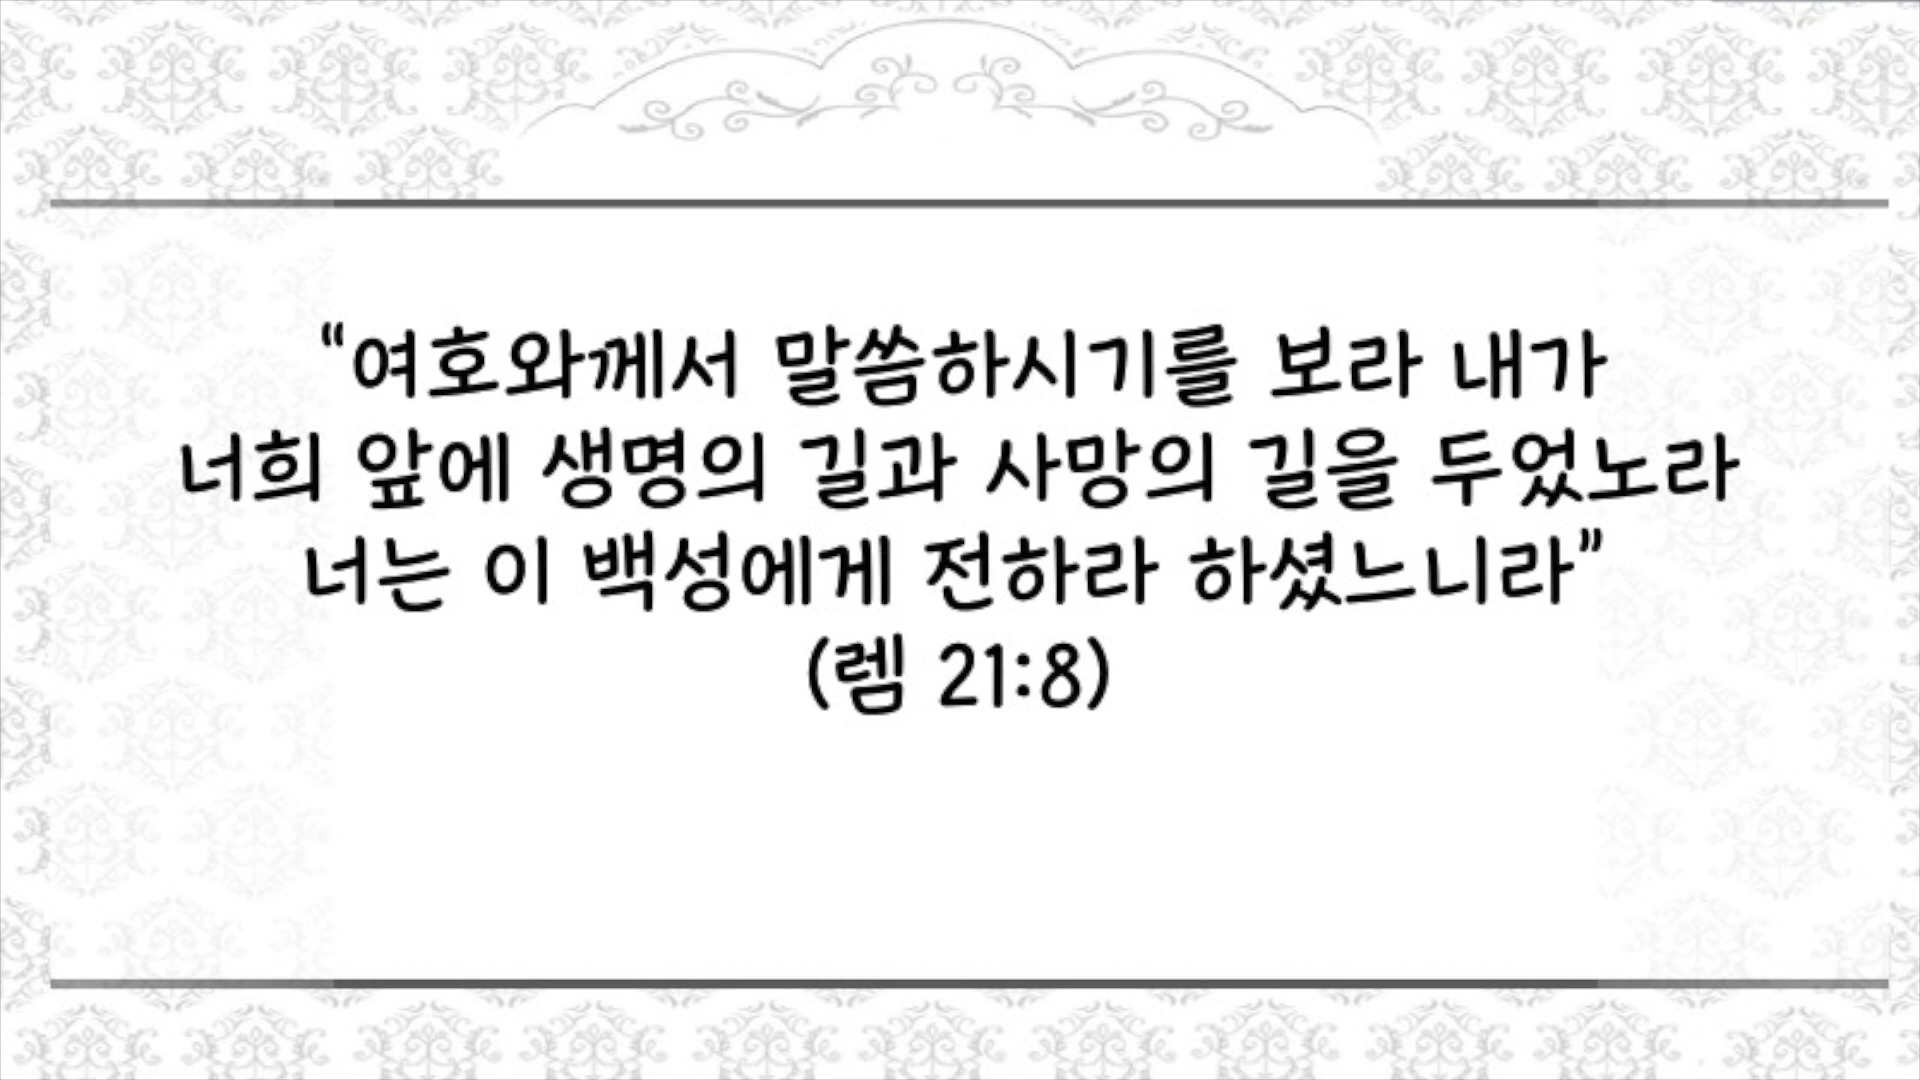 “여호와께서 말씀하시기를 보라 내가
너희 앞에 생명의 길과 사망의 길을 두었노라
너는 이 백성에게 전하라 하셨느니라”
(렘 21:8)